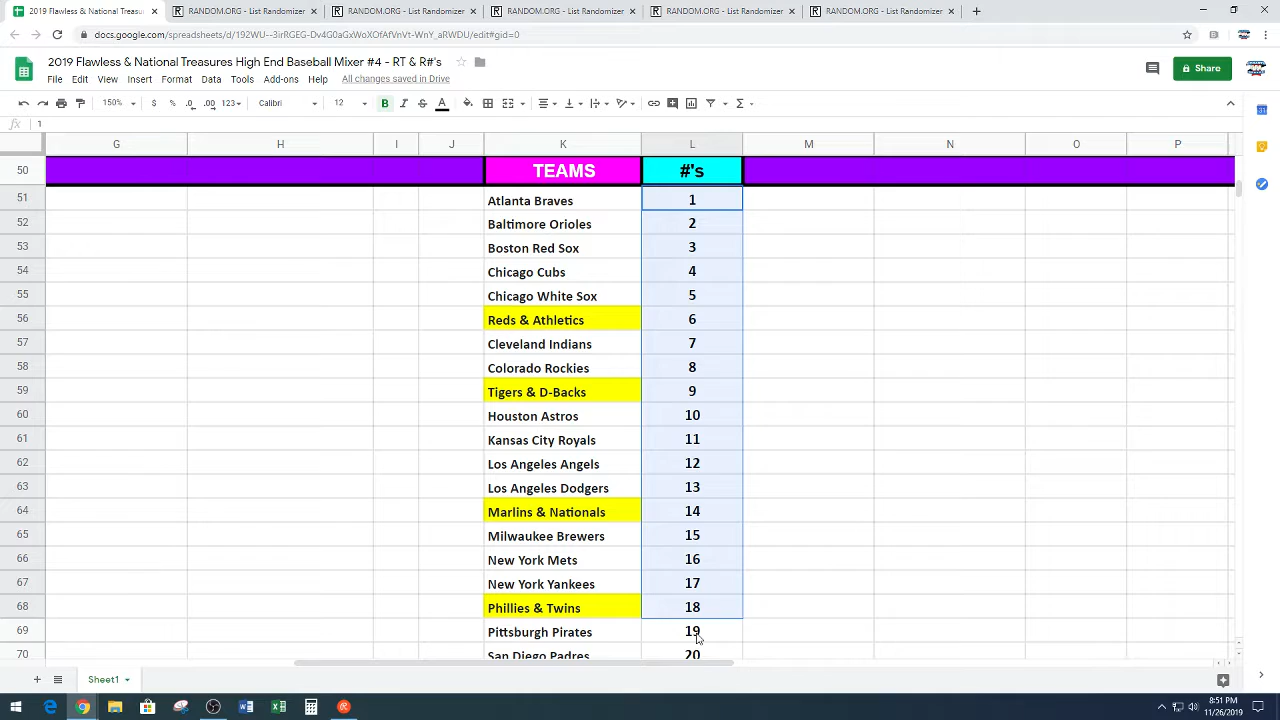 2019 Flawless & National Treasu
RANDOM.ORG - List Randomizer
RANDOM.ORG - List Randomizer
RANDOM.ORG - List Randomizer
RANDOM.ORG - List Randomizer
RANDOM.ORG - List Randomizer
docs.google.com/spreadsheets/d/192WU--3irRGEG-Dv4G0aGxWoXOfAfVnVt-WnY_aRWDU/edit#gid=0
2019 Flawless & National Treasures High End Baseball Mixer #4 - RT & R#'s
File Edit View Insert Format Data Tools Add-ons Help All changes saved in Drive
Share
150% $ % .0 .00 123 Calibri 12 B I S A
fx 1
G H I J K L M N O P
50 TEAMS #'s
51 Atlanta Braves 1
52 Baltimore Orioles 2
53 Boston Red Sox 3
54 Chicago Cubs 4
55 Chicago White Sox 5
56 Reds & Athletics 6
57 Cleveland Indians 7
58 Colorado Rockies 8
59 Tigers & D-Backs 9
60 Houston Astros 10
61 Kansas City Royals 11
62 Los Angeles Angels 12
63 Los Angeles Dodgers 13
64 Marlins & Nationals 14
65 Milwaukee Brewers 15
66 New York Mets 16
67 New York Yankees 17
68 Phillies & Twins 18
69 Pittsburgh Pirates 19
70 San Diego Padres 20
Sheet1
8:51 PM
11/26/2019